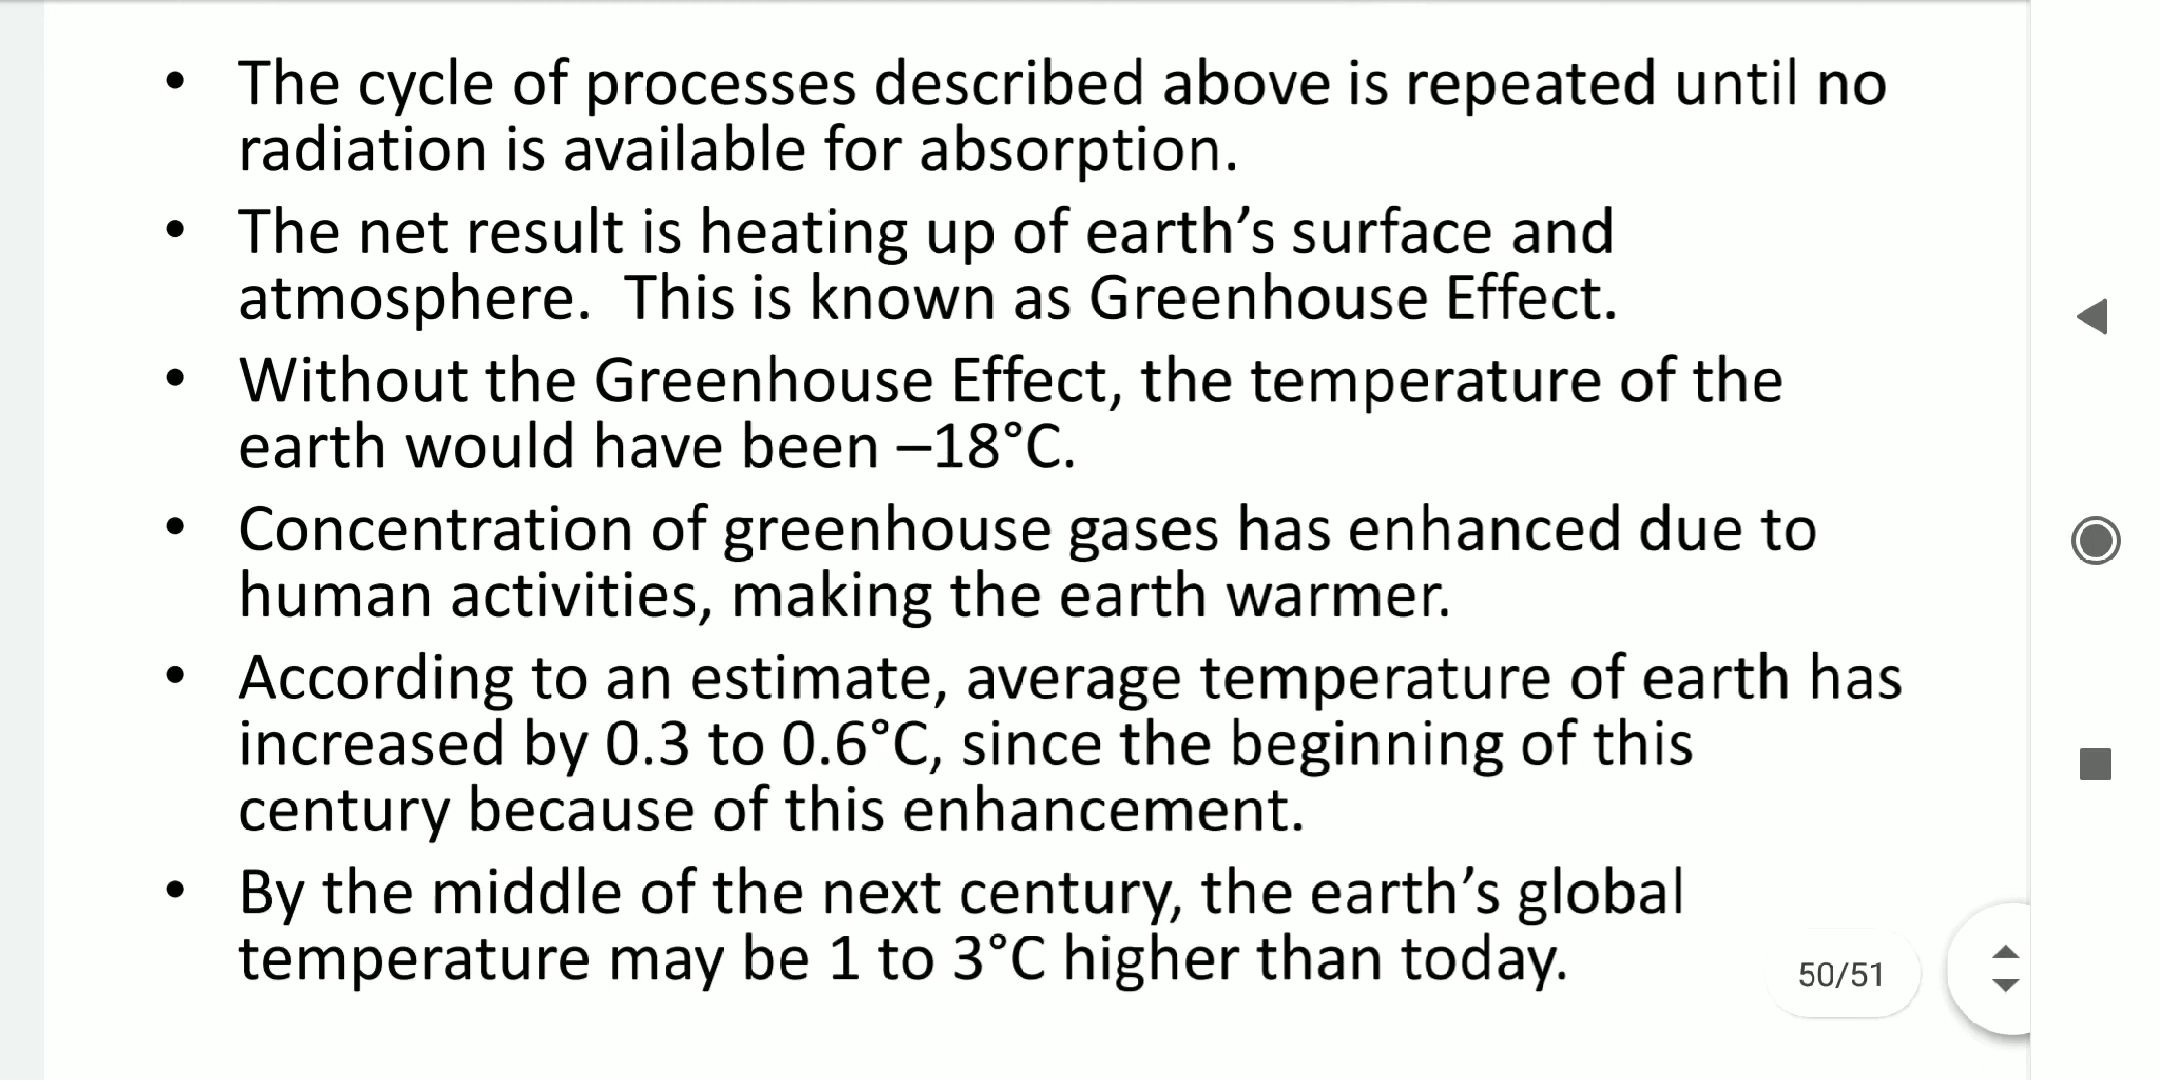 • The cycle of processes described above is repeated until no
radiation is available for absorption.
• The net result is heating up of earth’s surface and
atmosphere.  This is known as Greenhouse Effect.
• Without the Greenhouse Effect, the temperature of the
earth would have been –18°C.
• Concentration of greenhouse gases has enhanced due to
human activities, making the earth warmer.
• According to an estimate, average temperature of earth has
increased by 0.3 to 0.6°C, since the beginning of this
century because of this enhancement.
• By the middle of the next century, the earth’s global
temperature may be 1 to 3°C higher than today.
50/51